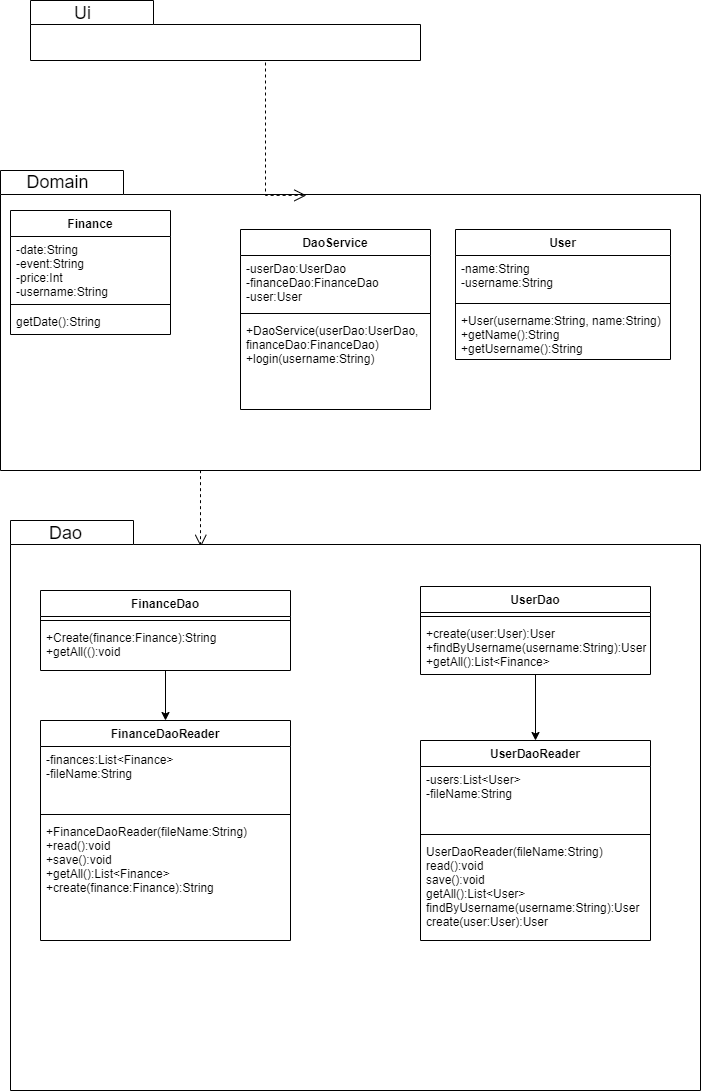 Ui
Domain
Finance
-date:String
-event:String
-price:Int
-username:String
getDate():String
DaoService
-userDao:UserDao
-financeDao:FinanceDao
-user:User
+DaoService(userDao:UserDao,
financeDao:FinanceDao)
+login(username:String)
User
-name:String
-username:String
+User(username:String, name:String)
+getName():String
+getUsername():String
Dao
FinanceDao
+Create(finance:Finance):String
+getAll(():void
UserDao
+create(user:User):User
+findByUsername(username:String):User
+getAll():List<Finance>
FinanceDaoReader
-finances:List<Finance>
-fileName:String
+FinanceDaoReader(fileName:String)
+read():void
+save():void
+getAll():List<Finance>
+create(finance:Finance):String
UserDaoReader
-users:List<User>
-fileName:String
UserDaoReader(fileName:String)
read():void
save():void
getAll():List<User>
findByUsername(username:String):User
create(user:User):User